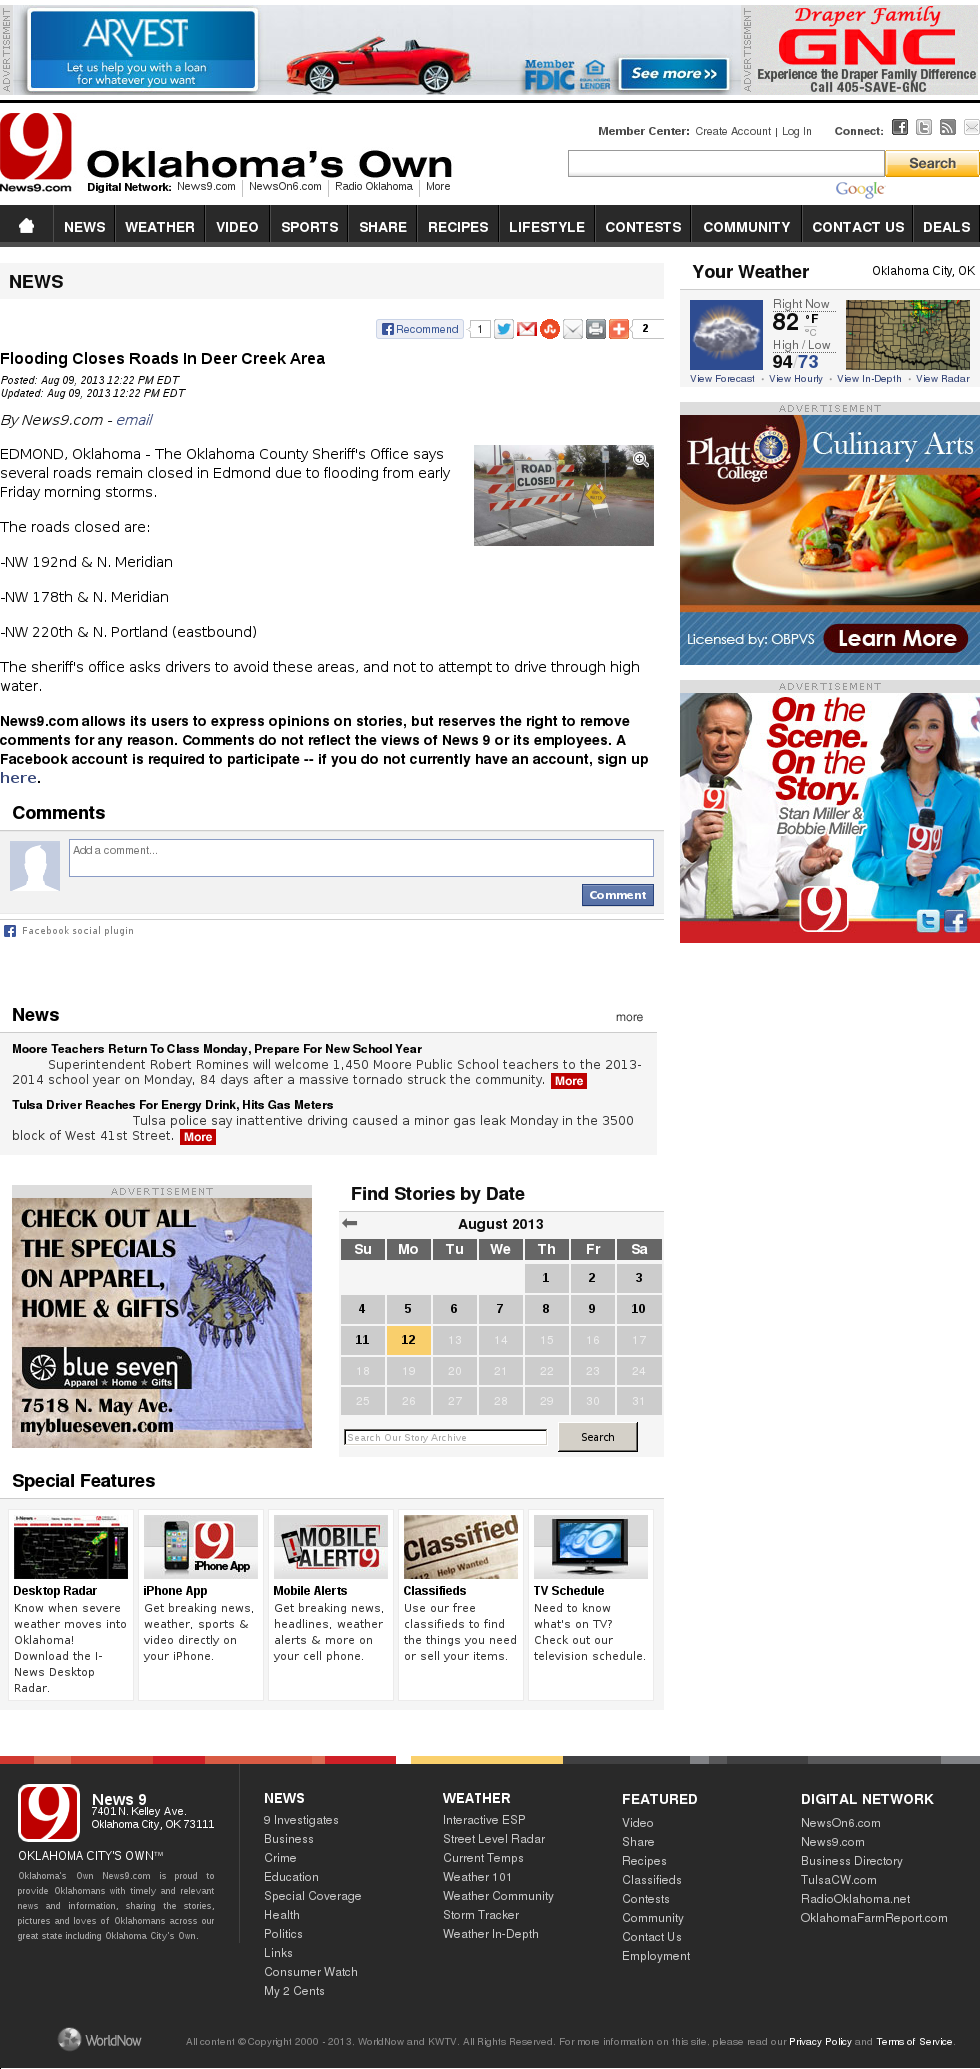 ADVERTISEMENT
ARVEST
Let us help you with a loan
for whatever you want
Member
FDIC
EQUAL HOUSING
LENDER
See more >>
ADVERTISEMENT
Draper Family
GNC
Experience the Draper Family Difference
Call 405-SAVE-GNC
9
News9.com
Oklahoma's Own
Digital Network: News9.com | NewsOn6.com | Radio Oklahoma | More
Member Center: Create Account | Log In
Connect:
Search
Google
NEWS WEATHER VIDEO SPORTS SHARE RECIPES LIFESTYLE CONTESTS COMMUNITY CONTACT US DEALS
NEWS
Recommend 1 2
Flooding Closes Roads In Deer Creek Area
Posted: Aug 09, 2013 12:22 PM EDT
Updated: Aug 09, 2013 12:22 PM EDT
By News9.com - email
EDMOND, Oklahoma - The Oklahoma County Sheriff's Office says
several roads remain closed in Edmond due to flooding from early
Friday morning storms.
ROAD
CLOSED
The roads closed are:
-NW 192nd & N. Meridian
-NW 178th & N. Meridian
-NW 220th & N. Portland (eastbound)
The sheriff's office asks drivers to avoid these areas, and not to attempt to drive through high
water.
News9.com allows its users to express opinions on stories, but reserves the right to remove
comments for any reason. Comments do not reflect the views of News 9 or its employees. A
Facebook account is required to participate -- if you do not currently have an account, sign up
here.
Comments
Add a comment...
Comment
Facebook social plugin
Your Weather
Oklahoma City, OK
Right Now
82 °F
°C
High / Low
94/73
View Forecast • View Hourly • View In-Depth • View Radar
ADVERTISEMENT
Platt
College
Culinary Arts
Licensed by: OBPVS
Learn More
ADVERTISEMENT
On the
Scene.
On the
Story.
Stan Miller &
Bobbie Miller
9
News
more
Moore Teachers Return To Class Monday, Prepare For New School Year
Superintendent Robert Romines will welcome 1,450 Moore Public School teachers to the 2013-
2014 school year on Monday, 84 days after a massive tornado struck the community. More
Tulsa Driver Reaches For Energy Drink, Hits Gas Meters
Tulsa police say inattentive driving caused a minor gas leak Monday in the 3500
block of West 41st Street. More
ADVERTISEMENT
CHECK OUT ALL
THE SPECIALS
ON APPAREL,
HOME & GIFTS
blue seven™
Apparel Home Gifts
7518 N. May Ave.
myblueseven.com
Find Stories by Date
August 2013
Su Mo Tu We Th Fr Sa
1 2 3
4 5 6 7 8 9 10
11 12 13 14 15 16 17
18 19 20 21 22 23 24
25 26 27 28 29 30 31
Search Our Story Archive
Search
Special Features
Desktop Radar
Know when severe
weather moves into
Oklahoma!
Download the I-
News Desktop
Radar.
9
iPhone App
iPhone App
Get breaking news,
weather, sports &
video directly on
your iPhone.
MOBILE
ALERT9
Mobile Alerts
Get breaking news,
headlines, weather
alerts & more on
your cell phone.
Classified
Help Wanted
Classifieds
Use our free
classifieds to find
the things you need
or sell your items.
TV Schedule
Need to know
what's on TV?
Check out our
television schedule.
9
News 9
7401 N. Kelley Ave.
Oklahoma City, OK 73111
OKLAHOMA CITY'S OWN™
Oklahoma's Own News9.com is proud to
provide Oklahomans with timely and relevant
news and information, sharing the stories,
pictures and loves of Oklahomans across our
great state including Oklahoma City's Own.
NEWS
9 Investigates
Business
Crime
Education
Special Coverage
Health
Politics
Links
Consumer Watch
My 2 Cents
WEATHER
Interactive ESP
Street Level Radar
Current Temps
Weather 101
Weather Community
Storm Tracker
Weather In-Depth
FEATURED
Video
Share
Recipes
Classifieds
Contests
Community
Contact Us
Employment
DIGITAL NETWORK
NewsOn6.com
News9.com
Business Directory
TulsaCW.com
RadioOklahoma.net
OklahomaFarmReport.com
WorldNow
All content © Copyright 2000 - 2013, WorldNow and KWTV. All Rights Reserved. For more information on this site, please read our Privacy Policy and Terms of Service.